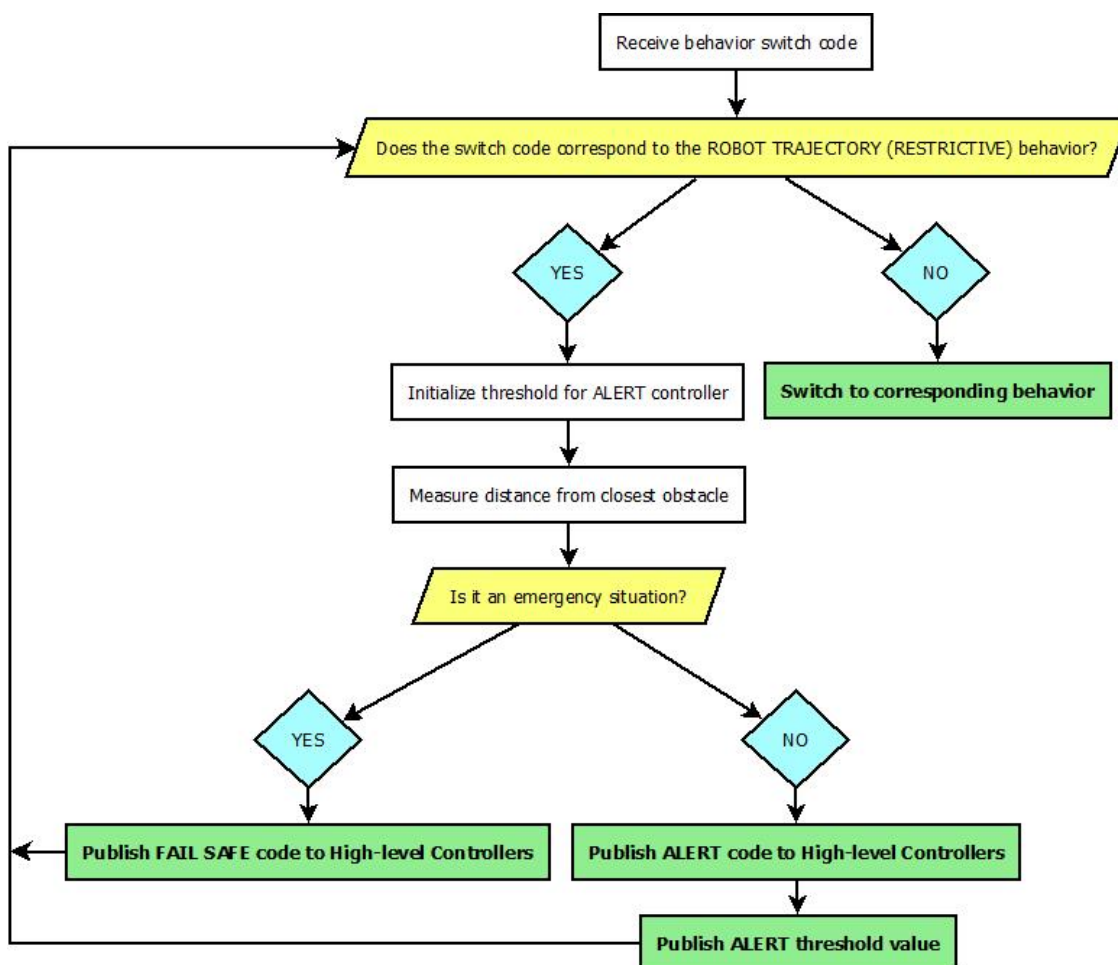 Receive behavior switch code
Does the switch code correspond to the ROBOT TRAJECTORY (RESTRICTIVE) behavior?
YES
NO
Initialize threshold for ALERT controller
Switch to corresponding behavior
Measure distance from closest obstacle
Is it an emergency situation?
YES
NO
Publish FAIL SAFE code to High-level Controllers
Publish ALERT code to High-level Controllers
Publish ALERT threshold value